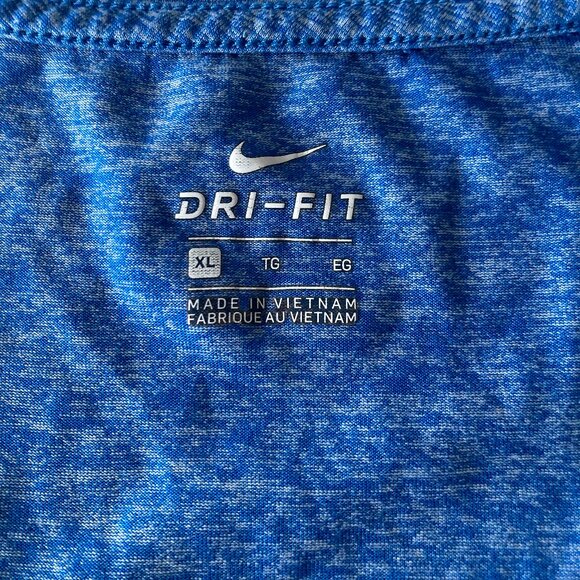 DRI-FIT
XL TG EG
MADE IN VIETNAM
FABRIQUE AU VIETNAM